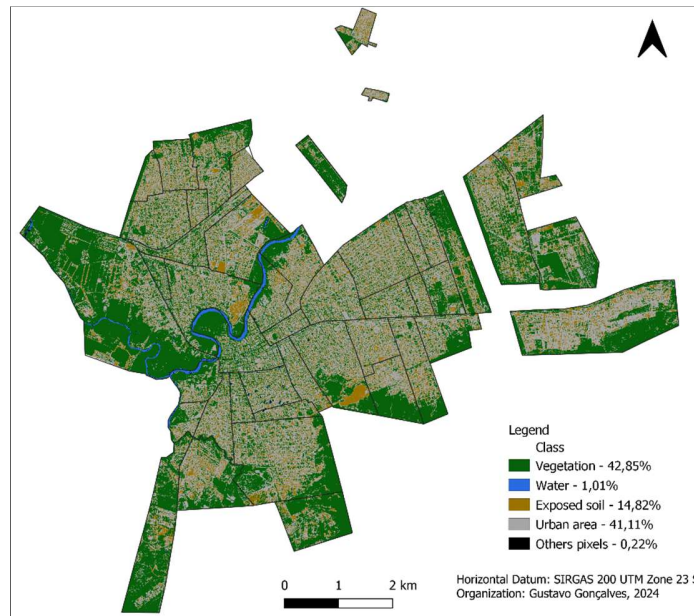 Legend
Class
Vegetation - 42,85%
Water - 1,01%
Exposed soil - 14,82%
Urban area - 41,11%
Others pixels - 0,22%
0 1 2 km
Horizontal Datum: SIRGAS 200 UTM Zone 23 S
Organization: Gustavo Gonçalves, 2024